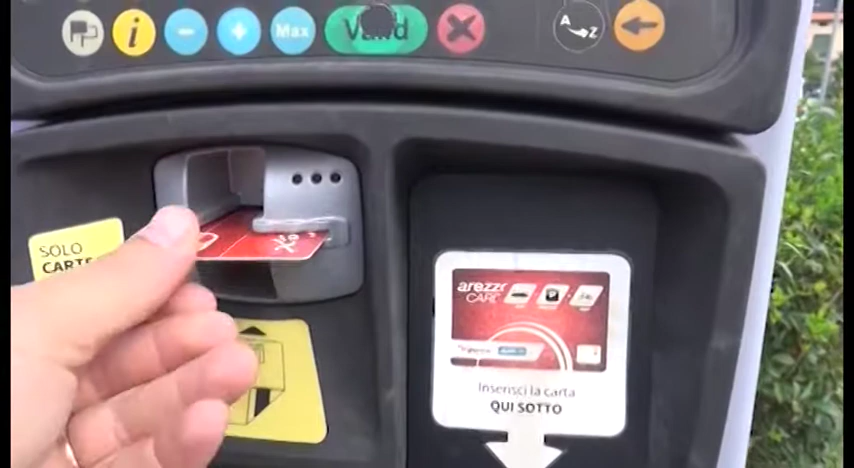 i - + Max Valid X A Z
SOLO
CARTE
arezzo
CARD
P
Inserisci la carta
QUI SOTTO